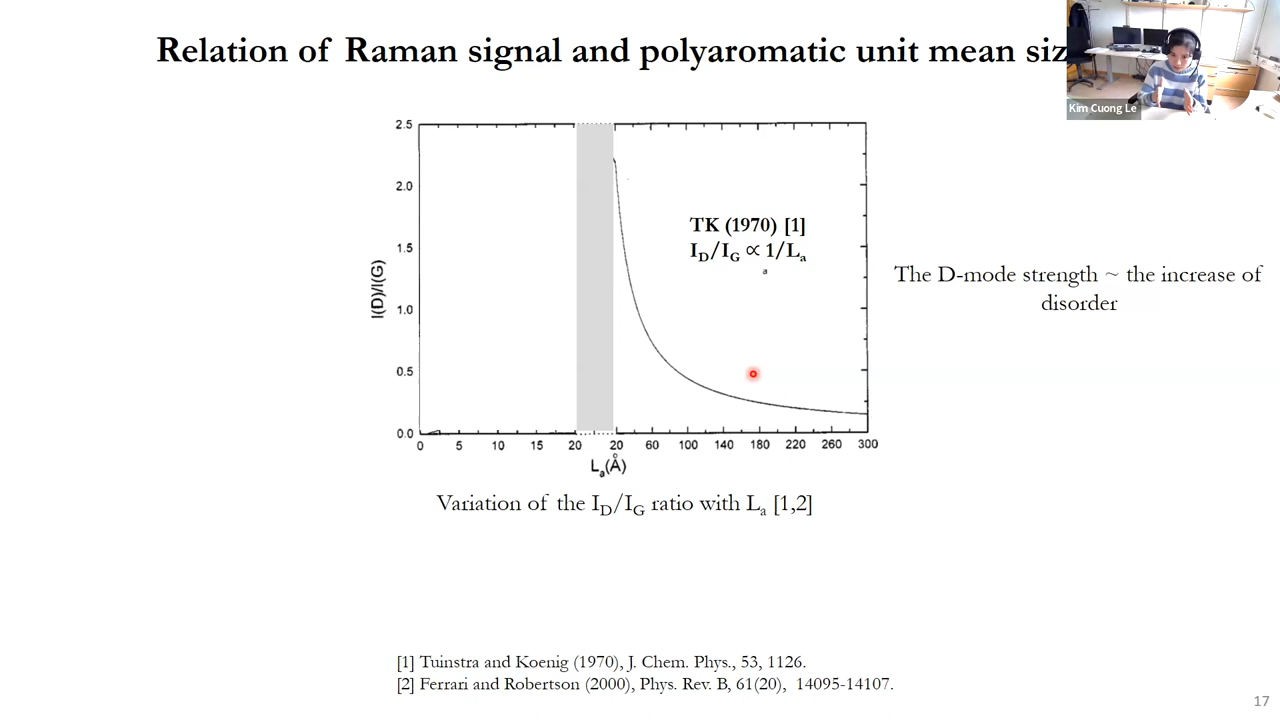 Relation of Raman signal and polyaromatic unit mean siz
Kim Cuong Le
2.5
2.0
1.5
1.0
0.5
0.0
I(D)/I(G)
TK (1970) [1]
I_D/I_G ∝ 1/L_a
a
0 5 10 15 20 20 60 100 140 180 220 260 300
L_a(Å)
The D-mode strength ~ the increase of
disorder
Variation of the I_D/I_G ratio with L_a [1,2]
[1] Tuinstra and Koenig (1970), J. Chem. Phys., 53, 1126.
[2] Ferrari and Robertson (2000), Phys. Rev. B, 61(20), 14095-14107.
17